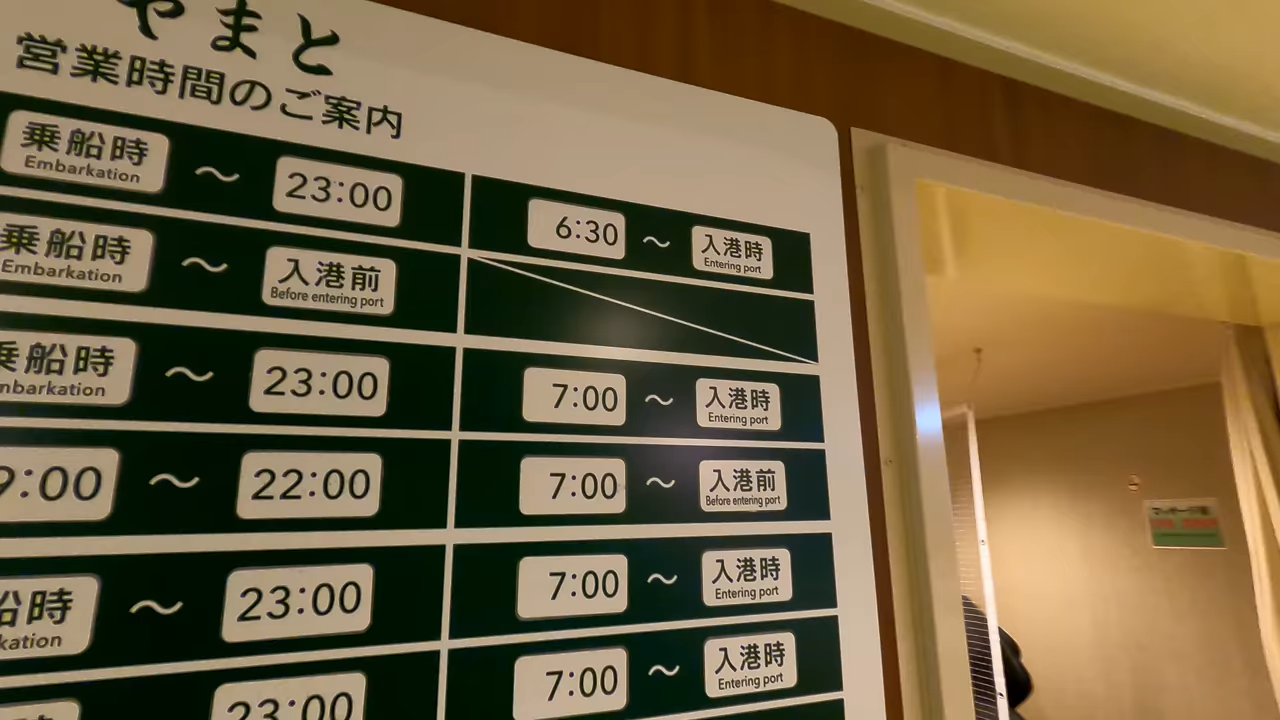 やまと
営業時間のご案内
乗船時 ～ 23:00 6:30 ～ 入港時
Embarkation Entering port
乗船時 ～ 入港前
Embarkation Before entering port
乗船時 ～ 23:00 7:00 ～ 入港時
mbarkation Entering port
9:00 ～ 22:00 7:00 ～ 入港前
Before entering port
船時 ～ 23:00 7:00 ～ 入港時
kation Entering port
23:00 7:00 ～ 入港時
Entering port